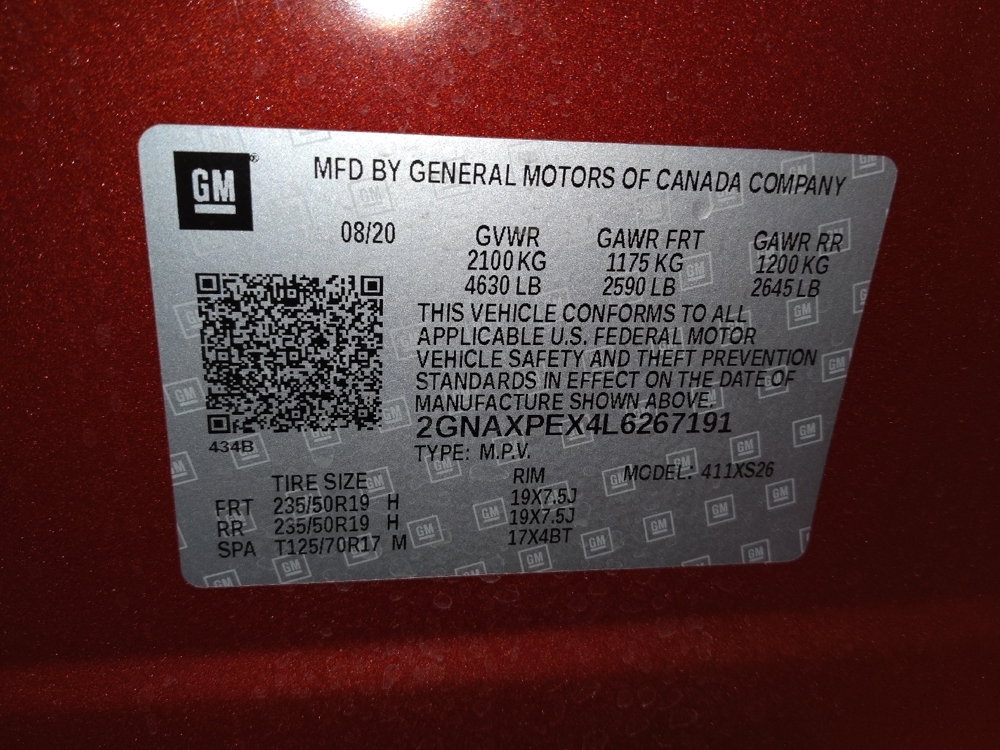 GM
MFD BY GENERAL MOTORS OF CANADA COMPANY
08/20
GVWR GAWR FRT GAWR RR
2100 KG 1175 KG 1200 KG
4630 LB 2590 LB 2645 LB
THIS VEHICLE CONFORMS TO ALL
APPLICABLE U.S. FEDERAL MOTOR
VEHICLE SAFETY AND THEFT PREVENTION
STANDARDS IN EFFECT ON THE DATE OF
MANUFACTURE SHOWN ABOVE.
434B
2GNAXPEX4L6267191
TYPE: M.P.V.
TIRE SIZE RIM MODEL: 411XS26
FRT 235/50R19 H 19X7.5J
RR 235/50R19 H 19X7.5J
SPA T125/70R17 M 17X4BT